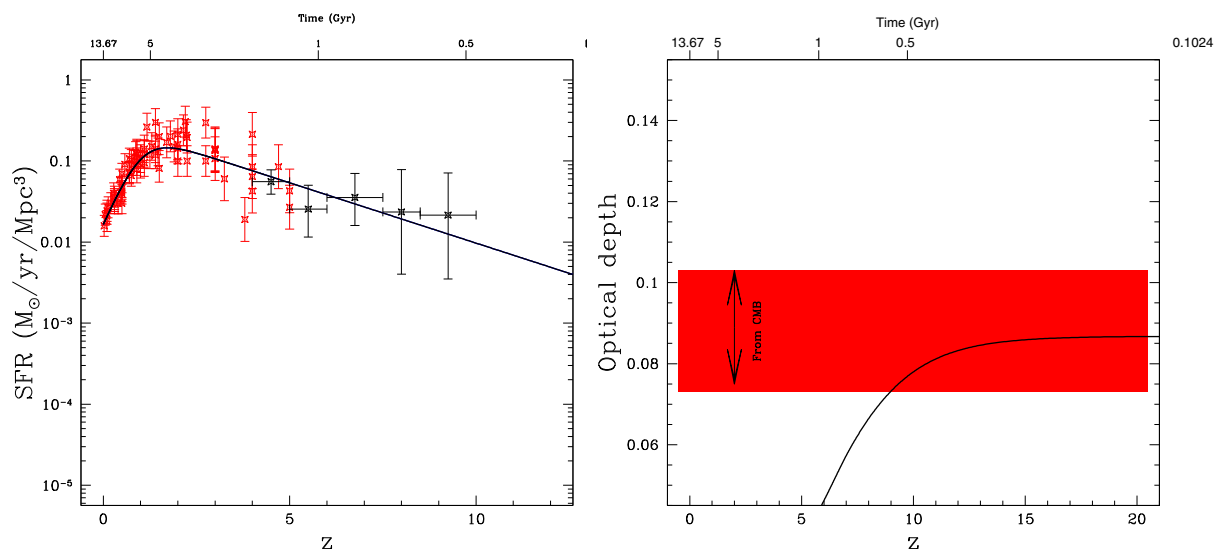 Time (Gyr)
13.67 5 1 0.5
1
0.1
0.01
10⁻³
10⁻⁴
10⁻⁵
SFR (M☉/yr/Mpc³)
0 5 10
Z
Time (Gyr)
13.67 5 1 0.5 0.1024
0.14
0.12
0.1
0.08
0.06
Optical depth
From CMB
0 5 10 15 20
Z